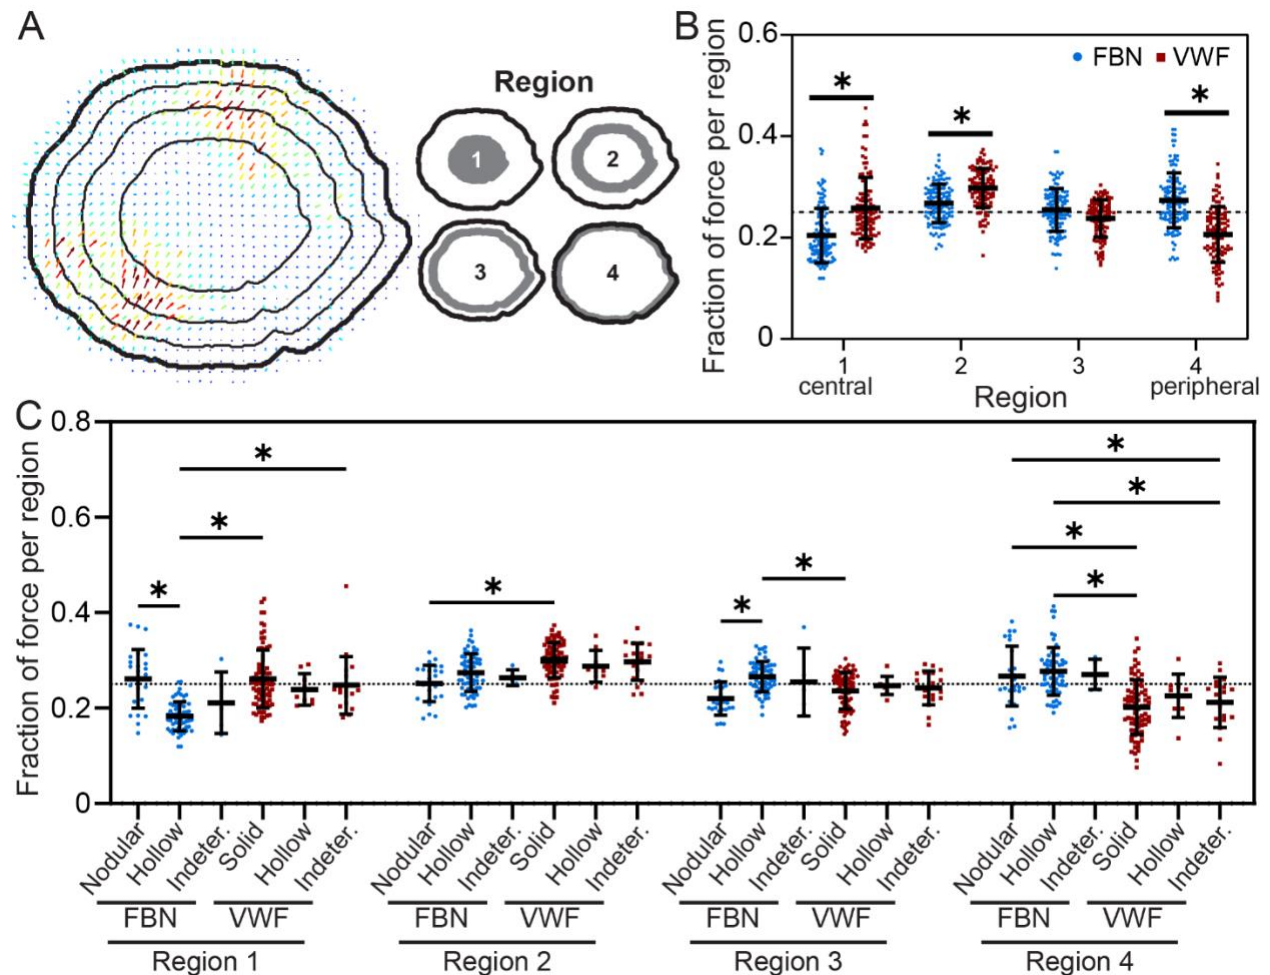 A
Region
1
2
3
4
B
Fraction of force per region
0.6
0.4
0.2
0
FBN VWF
*
*
*
1 2 3 4
central peripheral
Region
C
Fraction of force per region
0.8
0.6
0.4
0.2
0
*
*
*
*
*
*
*
*
*
*
Nodular Hollow Indeter. Solid Hollow Indeter. Nodular Hollow Indeter. Solid Hollow Indeter. Nodular Hollow Indeter. Solid Hollow Indeter. Nodular Hollow Indeter. Solid Hollow Indeter.
FBN VWF FBN VWF FBN VWF FBN VWF
Region 1 Region 2 Region 3 Region 4